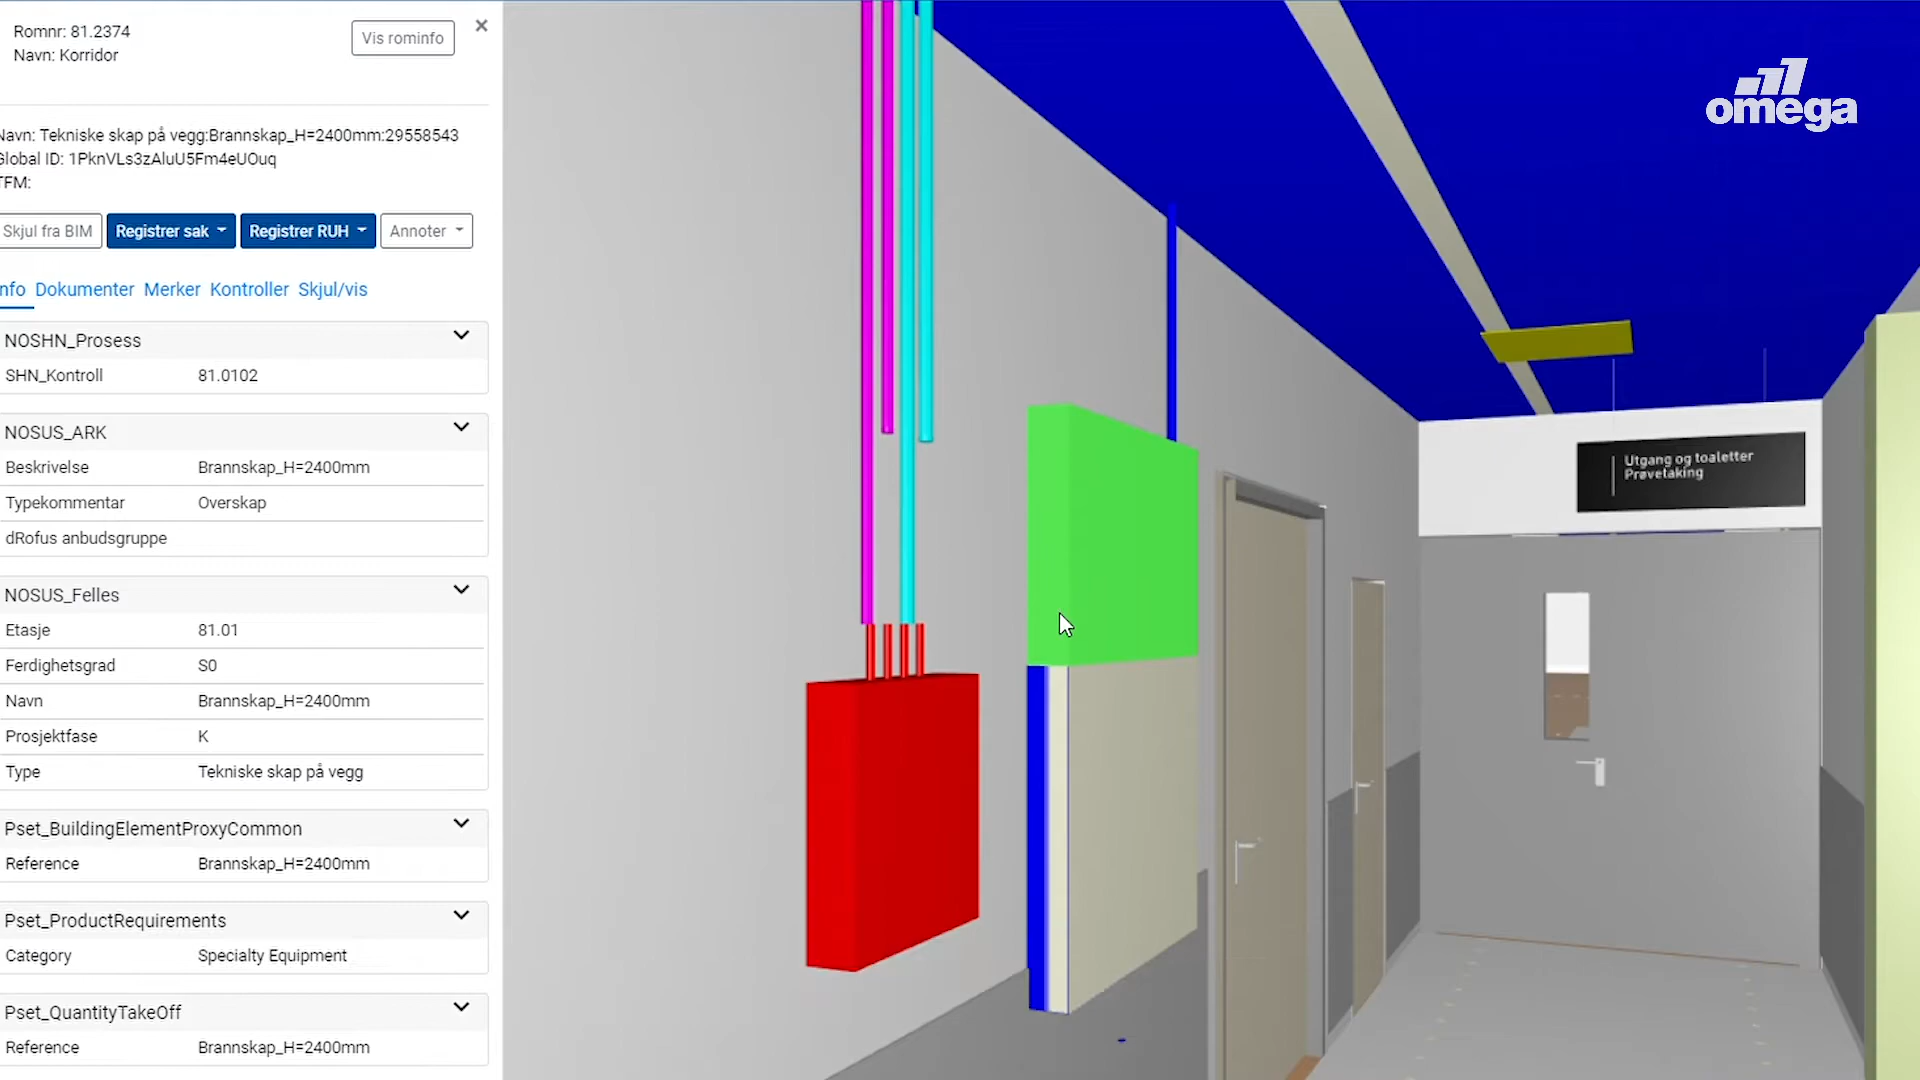 Romnr: 81.2374
Navn: Korridor
Vis rominfo
Navn: Tekniske skap på vegg:Brannskap_H=2400mm:29558543
Global ID: 1PknVLs3zAluU5Fm4eUOuq
TFM:
Skjul fra BIM
Registrer sak
Registrer RUH
Annoter
nfo Dokumenter Merker Kontroller Skjul/vis
NOSHN_Prosess
SHN_Kontroll 81.0102
NOSUS_ARK
Beskrivelse Brannskap_H=2400mm
Typekommentar Overskap
dRofus anbudsgruppe
NOSUS_Felles
Etasje 81.01
Ferdighetsgrad S0
Navn Brannskap_H=2400mm
Prosjektfase K
Type Tekniske skap på vegg
Pset_BuildingElementProxyCommon
Reference Brannskap_H=2400mm
Pset_ProductRequirements
Category Specialty Equipment
Pset_QuantityTakeOff
Reference Brannskap_H=2400mm
omega
Utgang og toaletter
Prøvetaking